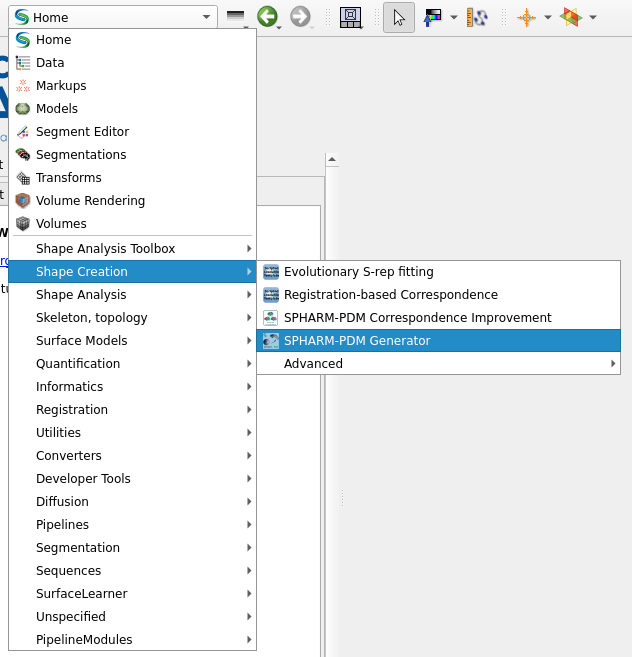 Home
Home
Data
Markups
Models
Segment Editor
Segmentations
Transforms
Volume Rendering
Volumes
Shape Analysis Toolbox
Shape Creation
Evolutionary S-rep fitting
Registration-based Correspondence
SPHARM-PDM Correspondence Improvement
SPHARM-PDM Generator
Advanced
Shape Analysis
Skeleton, topology
Surface Models
Quantification
Informatics
Registration
Utilities
Converters
Developer Tools
Diffusion
Pipelines
Segmentation
Sequences
SurfaceLearner
Unspecified
PipelineModules